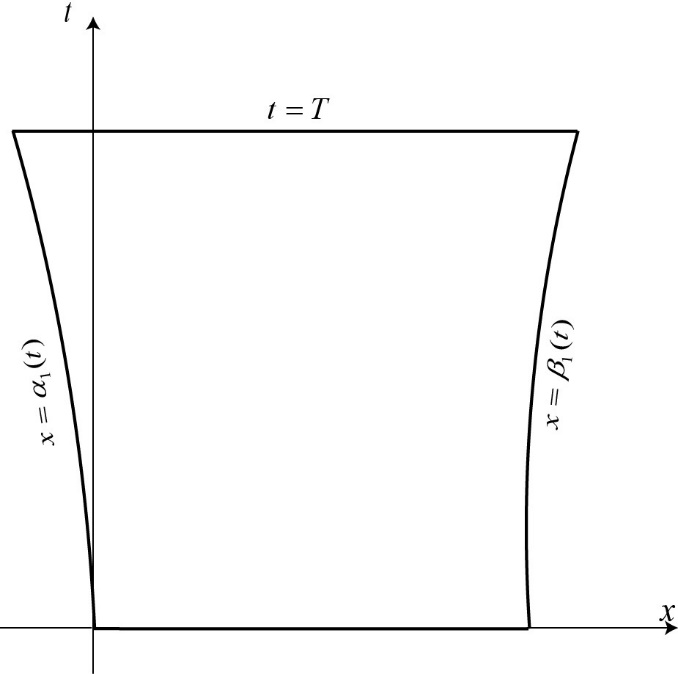 t
t = T
x = α₁(t)
x = β₁(t)
x